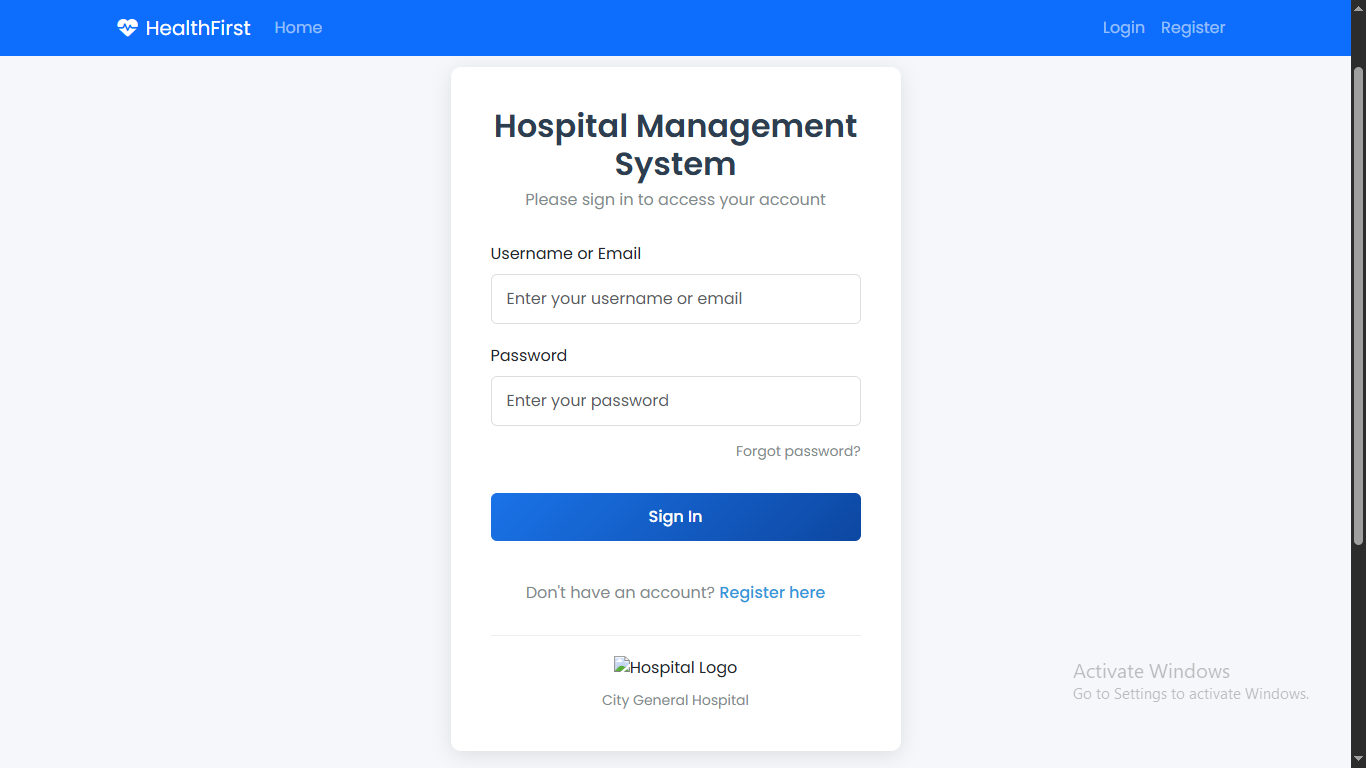 HealthFirst Home Login Register
Hospital Management
System
Please sign in to access your account
Username or Email
Enter your username or email
Password
Enter your password
Forgot password?
Sign In
Don't have an account? Register here
Hospital Logo
City General Hospital
Activate Windows
Go to Settings to activate Windows.